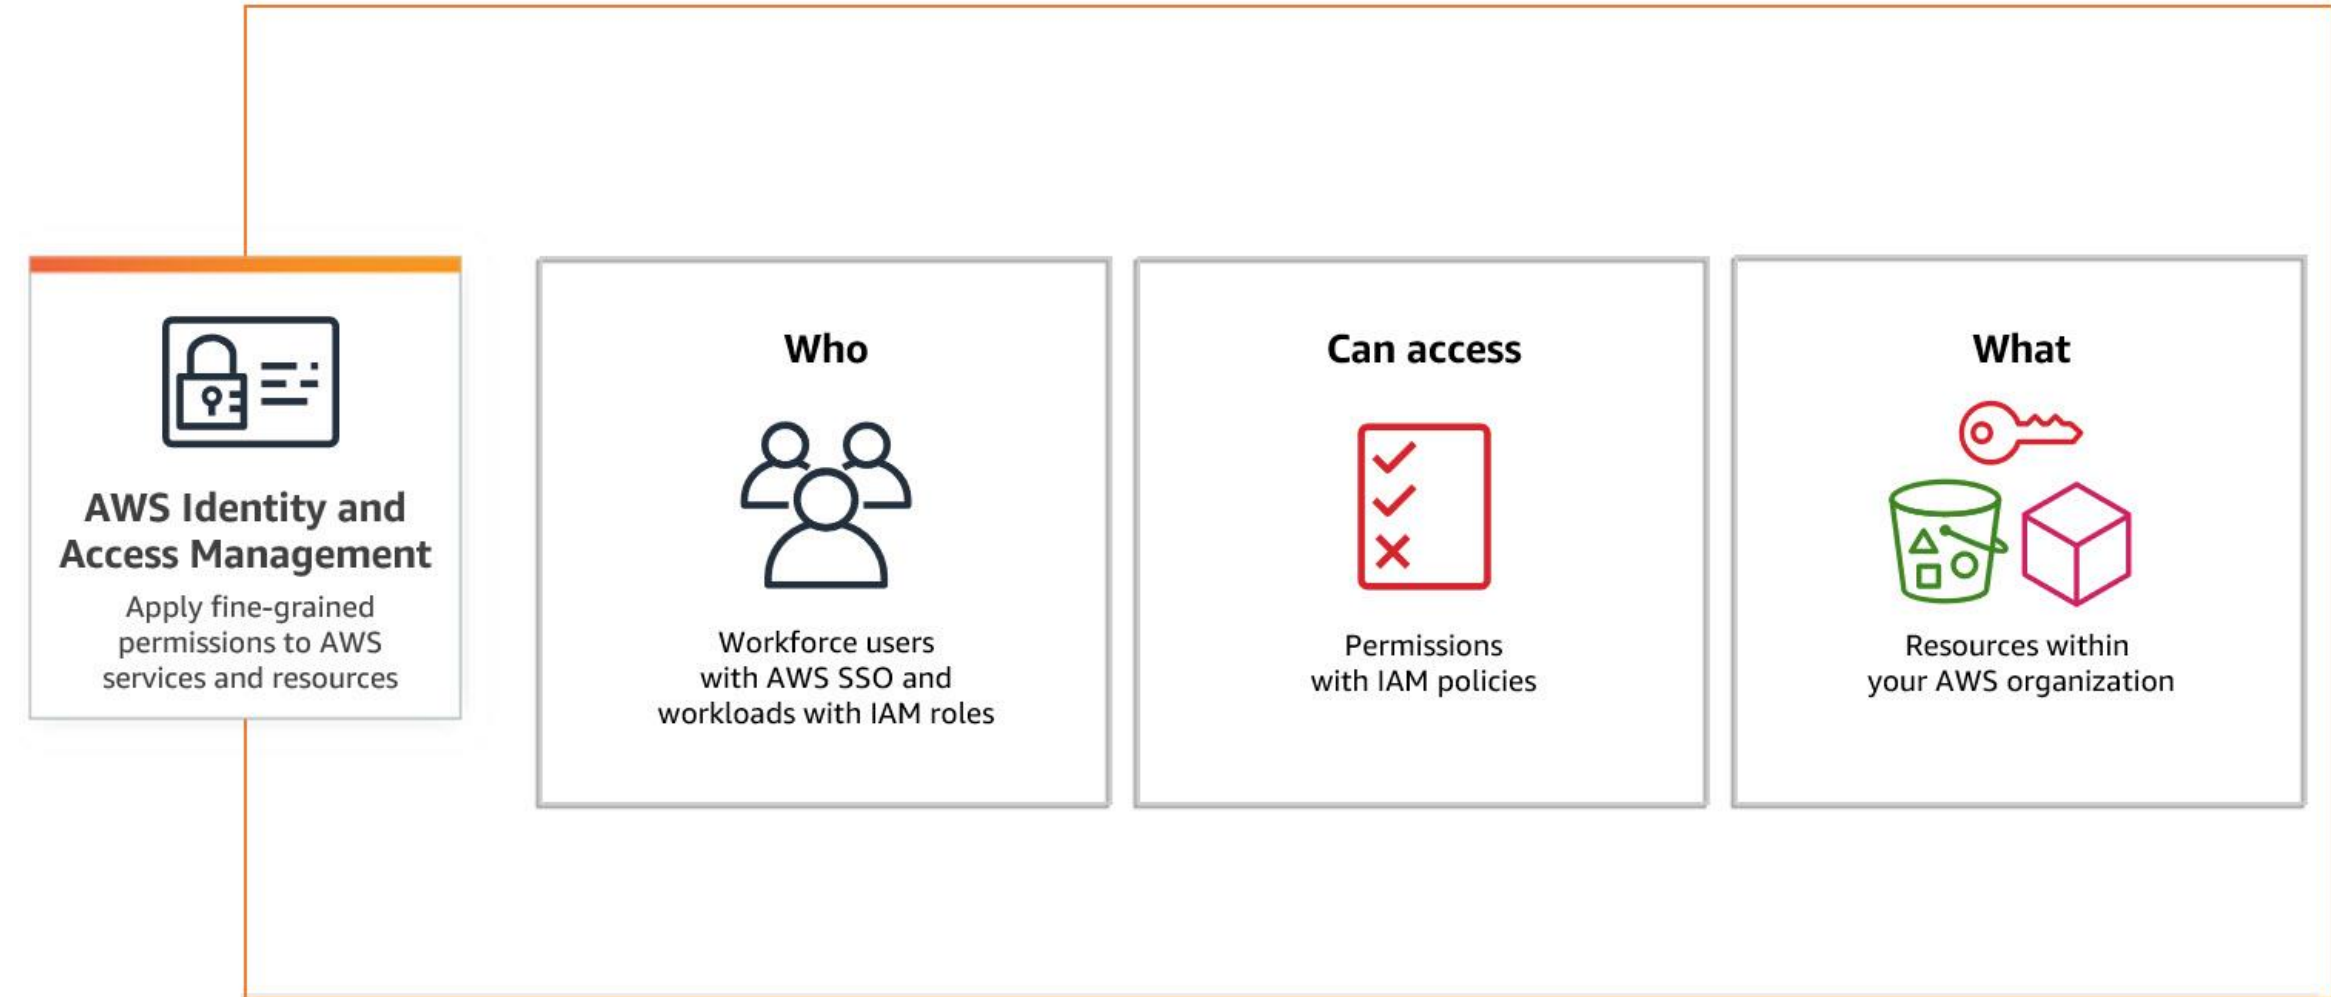 AWS Identity and
Access Management
Apply fine-grained
permissions to AWS
services and resources
Who
Workforce users
with AWS SSO and
workloads with IAM roles
Can access
Permissions
with IAM policies
What
Resources within
your AWS organization